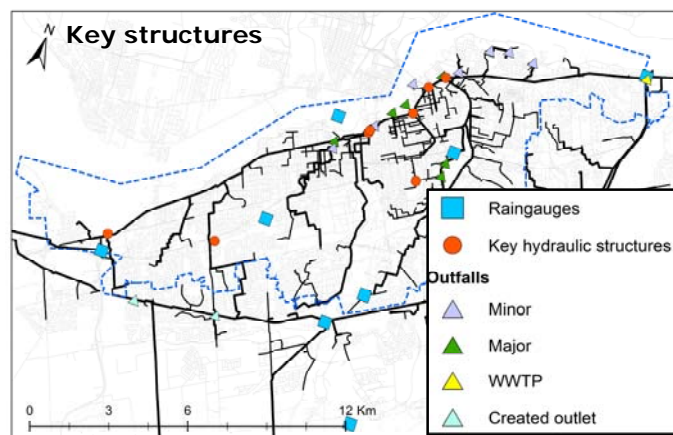 N
Key structures
Raingauges
Key hydraulic structures
Outfalls
Minor
Major
WWTP
Created outlet
0 3 6 12 Km